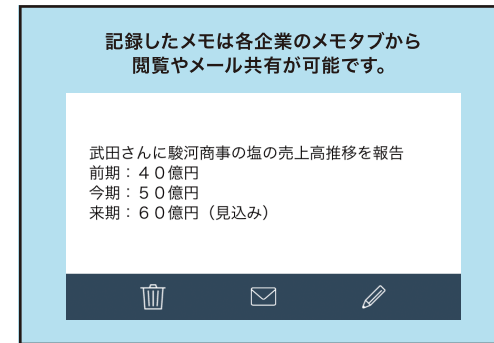 記録したメモは各企業のメモタブから
閲覧やメール共有が可能です。
武田さんに駿河商事の塩の売上高推移を報告
前期：４０億円
今期：５０億円
来期：６０億円（見込み）